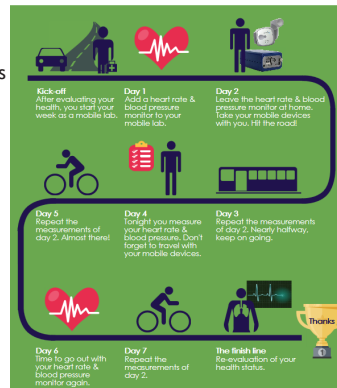 s
Kick-off
After evaluating your
health, you start your
week as a mobile lab.
Day 1
Add a heart rate &
blood pressure
monitor to your
mobile lab.
Day 2
Leave the heart rate & blood
pressure monitor at home.
Take your mobile devices
with you. Hit the road!
Day 5
Repeat the
measurements of
day 2. Almost there!
Day 4
Tonight you measure
your heart rate &
blood pressure. Don't
forget to travel with
your mobile devices.
Day 3
Repeat the measurements
of day 2. Nearly halfway,
keep on going.
Thanks
1
Day 6
Time to go out with
your heart rate &
blood pressure
monitor again.
Day 7
Repeat the
measurements of
day 2.
The finish line
Re-evaluation of your
health status.